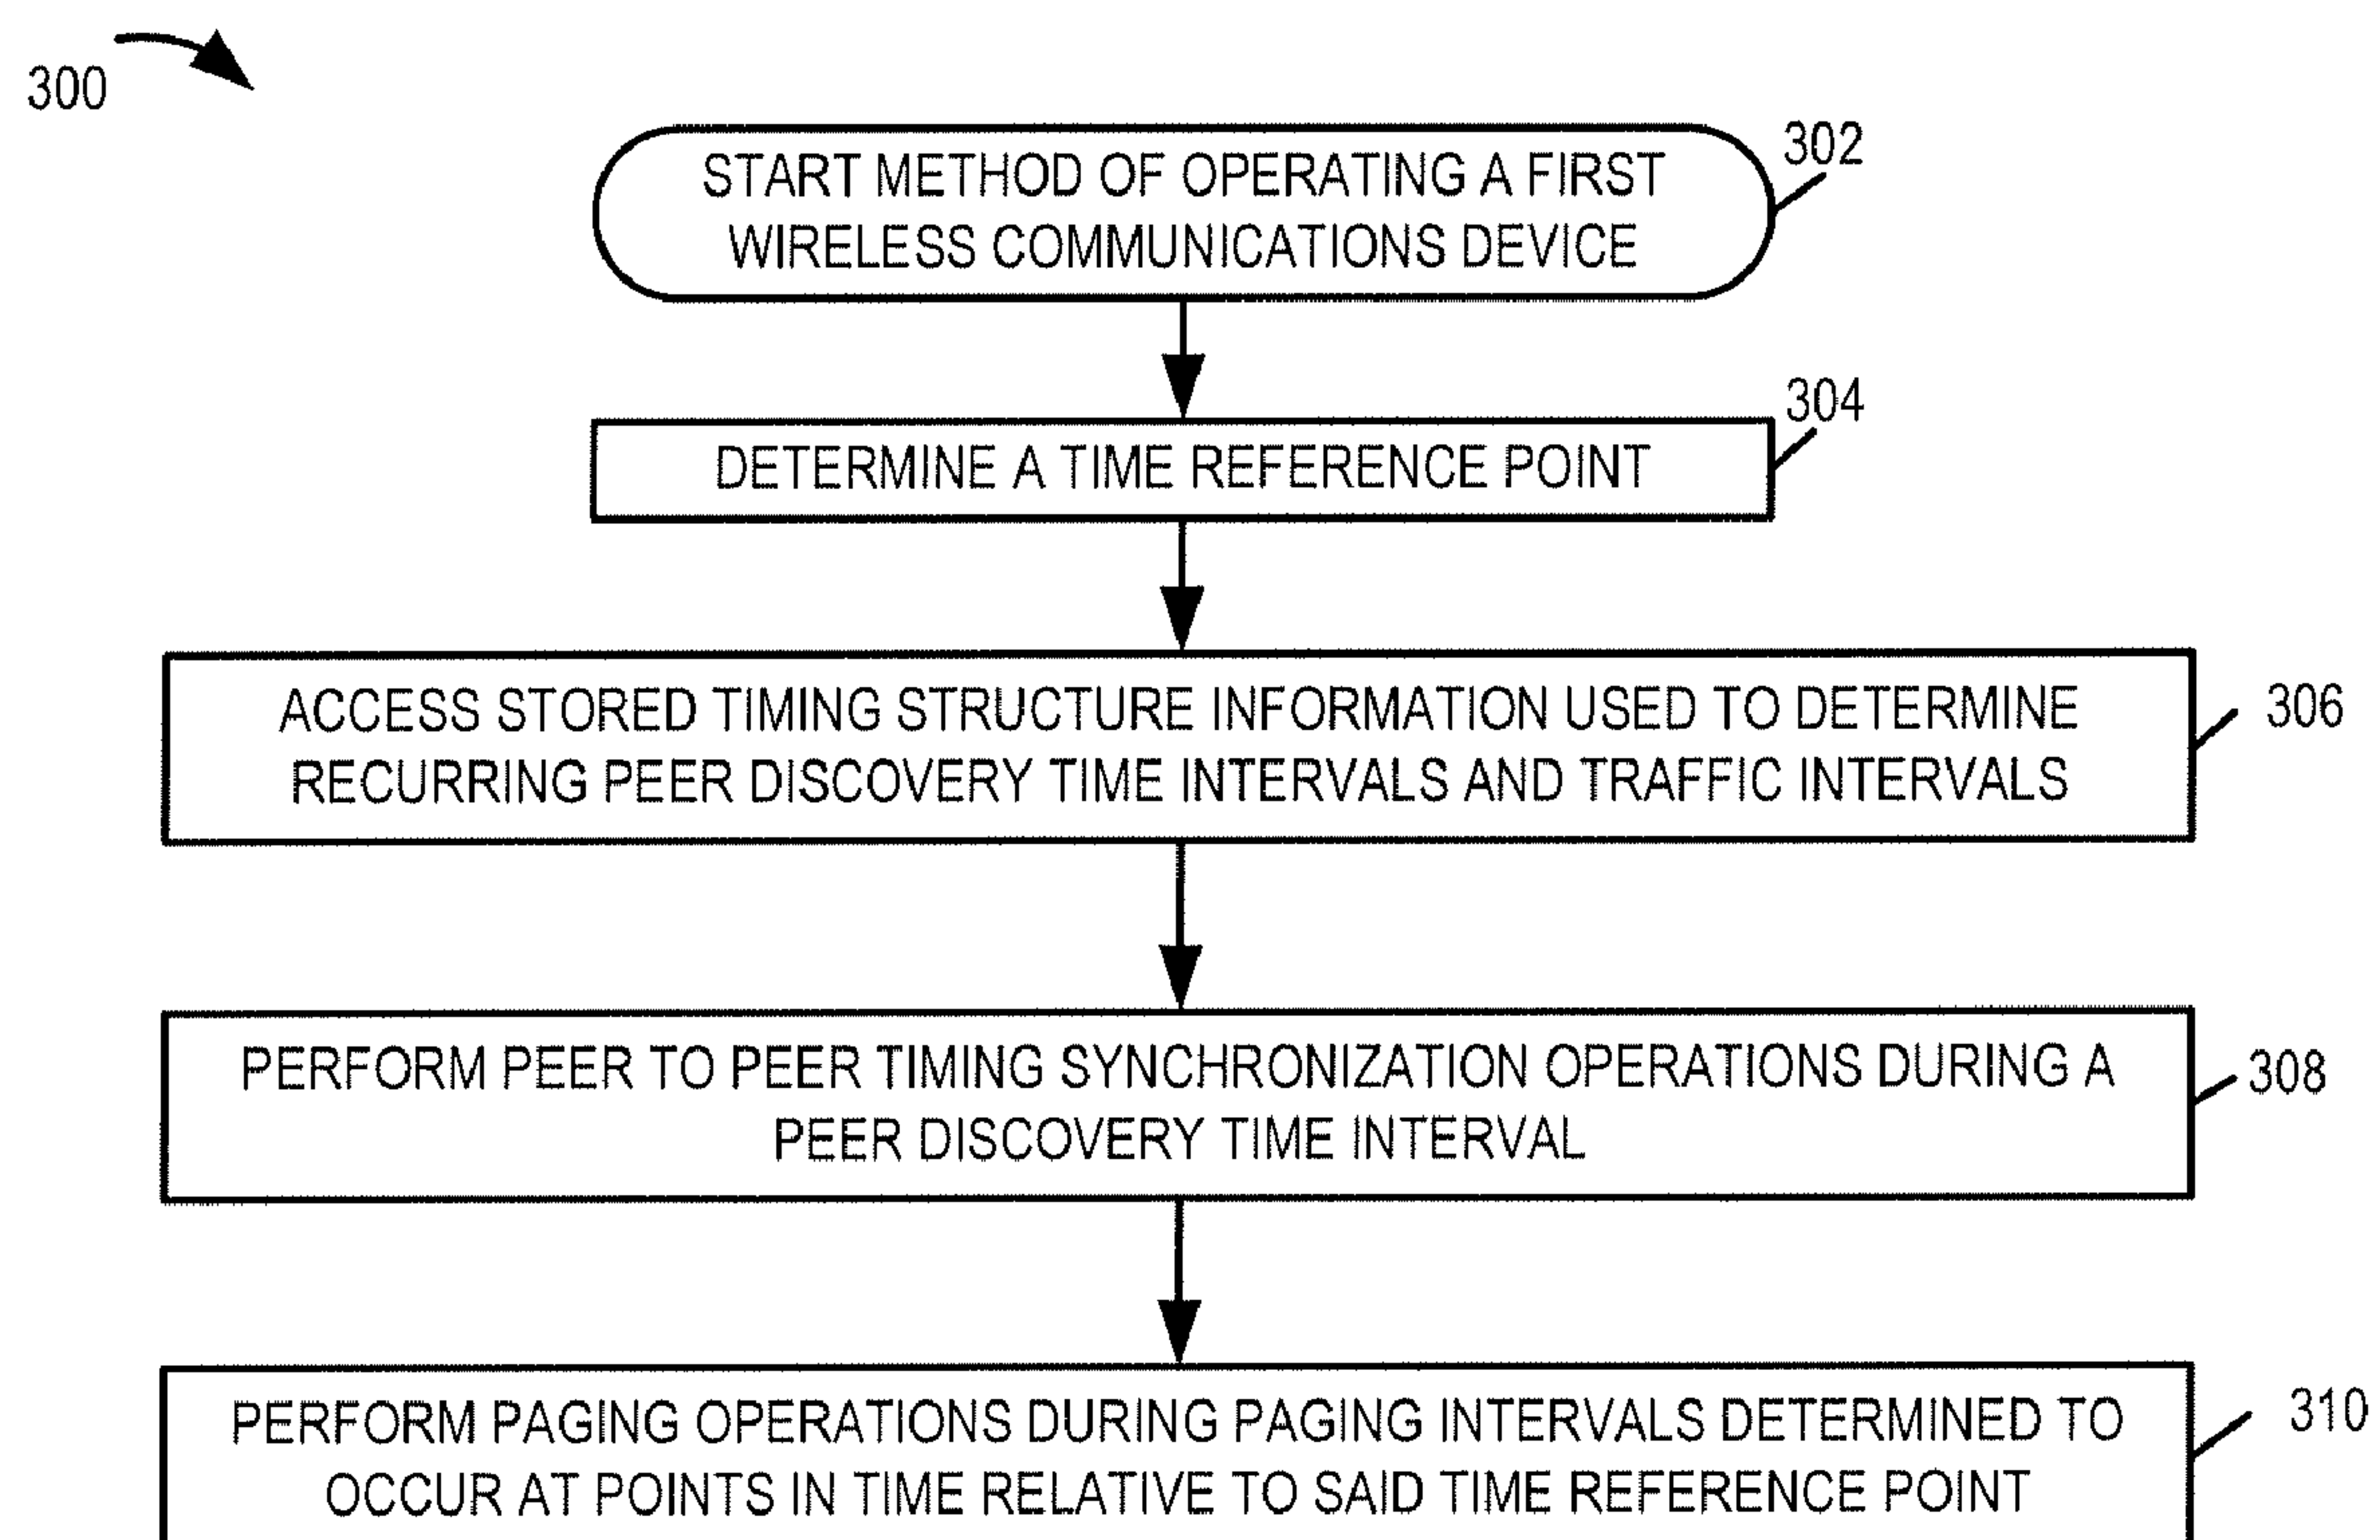 300
302
START METHOD OF OPERATING A FIRST
WIRELESS COMMUNICATIONS DEVICE
304
DETERMINE A TIME REFERENCE POINT
306
ACCESS STORED TIMING STRUCTURE INFORMATION USED TO DETERMINE
RECURRING PEER DISCOVERY TIME INTERVALS AND TRAFFIC INTERVALS
308
PERFORM PEER TO PEER TIMING SYNCHRONIZATION OPERATIONS DURING A
PEER DISCOVERY TIME INTERVAL
310
PERFORM PAGING OPERATIONS DURING PAGING INTERVALS DETERMINED TO
OCCUR AT POINTS IN TIME RELATIVE TO SAID TIME REFERENCE POINT